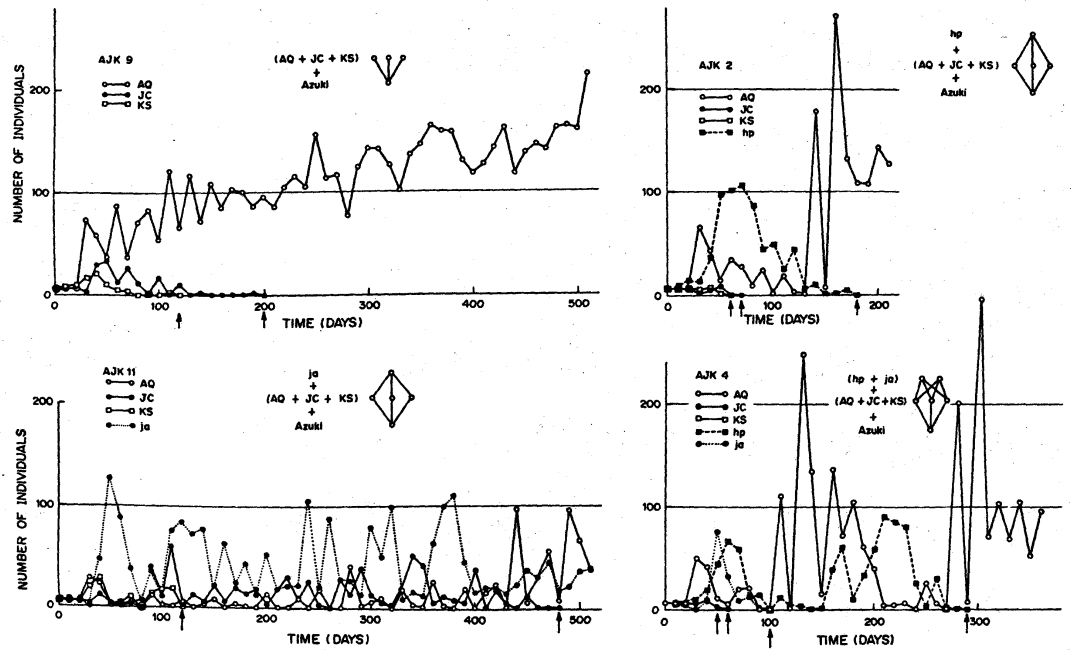 AJK 9
AQ
JC
KS
(AQ + JC + KS)
+
Azuki
NUMBER OF INDIVIDUALS
200
100
0
0
100
200
300
400
500
TIME (DAYS)
AJK 2
AQ
JC
KS
hp
hp
+
(AQ + JC + KS)
+
Azuki
200
100
0
0
100
200
TIME (DAYS)
AJK 11
AQ
JC
KS
ja
ja
+
(AQ + JC + KS)
+
Azuki
NUMBER OF INDIVIDUALS
200
100
0
0
100
200
300
400
500
TIME (DAYS)
AJK 4
AQ
JC
KS
hp
ja
(hp + ja)
+
(AQ + JC+KS)
+
Azuki
200
100
0
0
100
200
300
TIME (DAYS)